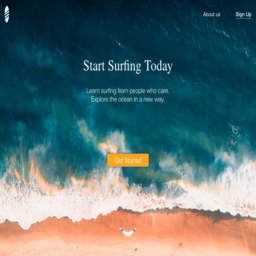 About us
Sign Up
Start Surfing Today
Learn surfing from people who care.
Explore the ocean in a new way.
Get Started